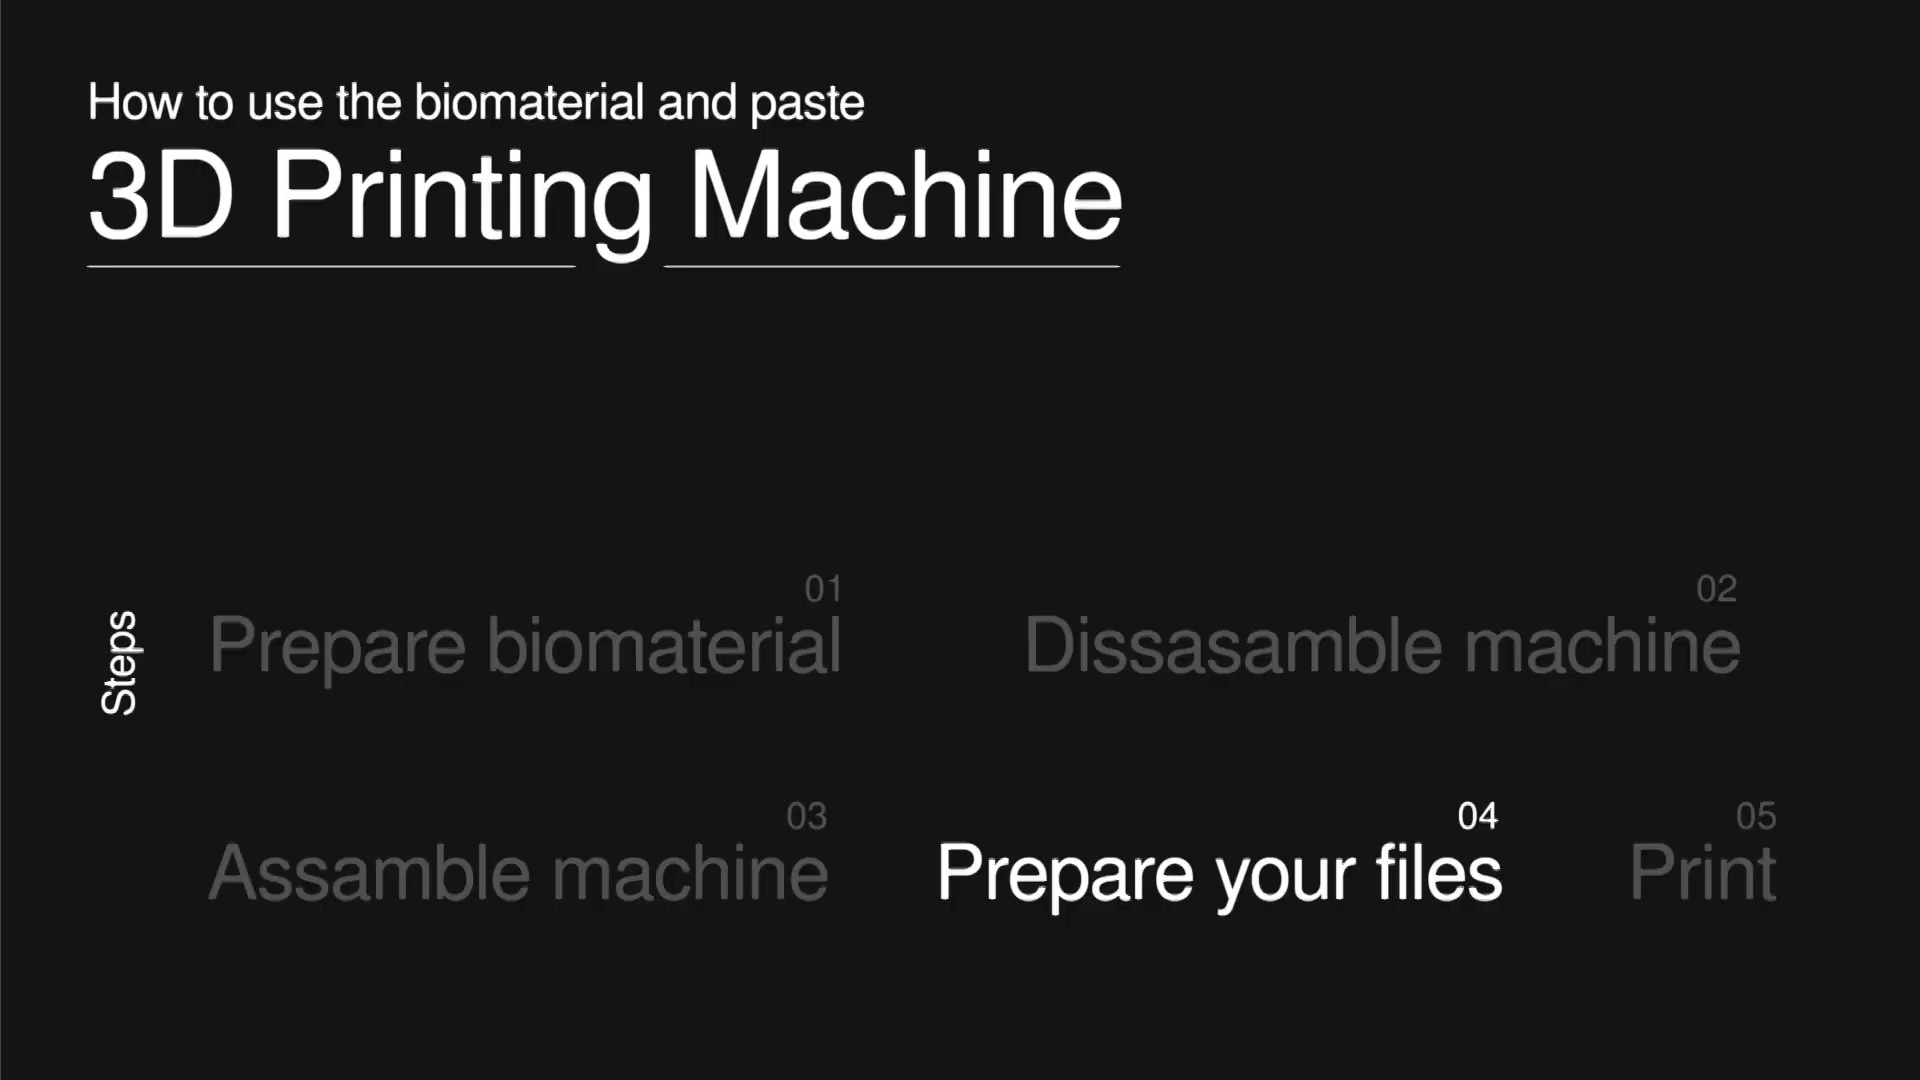 How to use the biomaterial and paste
3D Printing Machine
Steps
01
Prepare biomaterial
02
Dissasamble machine
03
Assamble machine
04
Prepare your files
05
Print